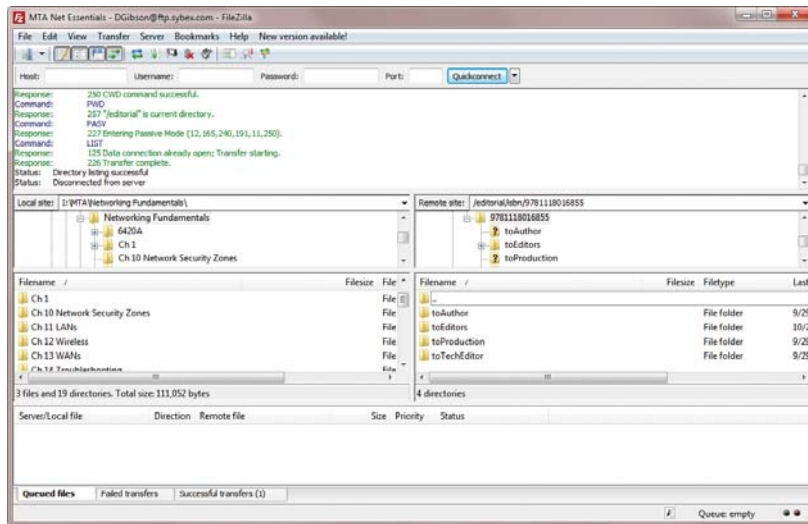 MTA Net Essentials - DGibson@ftp.sybex.com - FileZilla
File Edit View Transfer Server Bookmarks Help New version available!
Host: Username: Password: Port: Quickconnect
Response: 250 CWD command successful.
Command: PWD
Response: 257 "/editorial" is current directory.
Command: PASV
Response: 227 Entering Passive Mode (12,165,240,191,11,250).
Command: LIST
Response: 125 Data connection already open; Transfer starting.
Response: 226 Transfer complete.
Status: Directory listing successful
Status: Disconnected from server
Local site: I:\MTA\Networking Fundamentals\
Networking Fundamentals
6420A
Ch 1
Ch 10 Network Security Zones
Remote site: /editorial/isbn/9781118016855
9781118016855
toAuthor
toEditors
toProduction
Filename / Filesize File
Ch 1 File
Ch 10 Network Security Zones File
Ch 11 LANs File
Ch 12 Wireless File
Ch 13 WANs File
Ch 14 Troubleshooting File
3 files and 19 directories. Total size: 111,052 bytes
Filename / Filesize Filetype Last
..
toAuthor File folder 9/29
toEditors File folder 10/2
toProduction File folder 9/29
toTechEditor File folder 9/29
4 directories
Server/Local file Direction Remote file Size Priority Status
Queued files Failed transfers Successful transfers (1)
Queue: empty